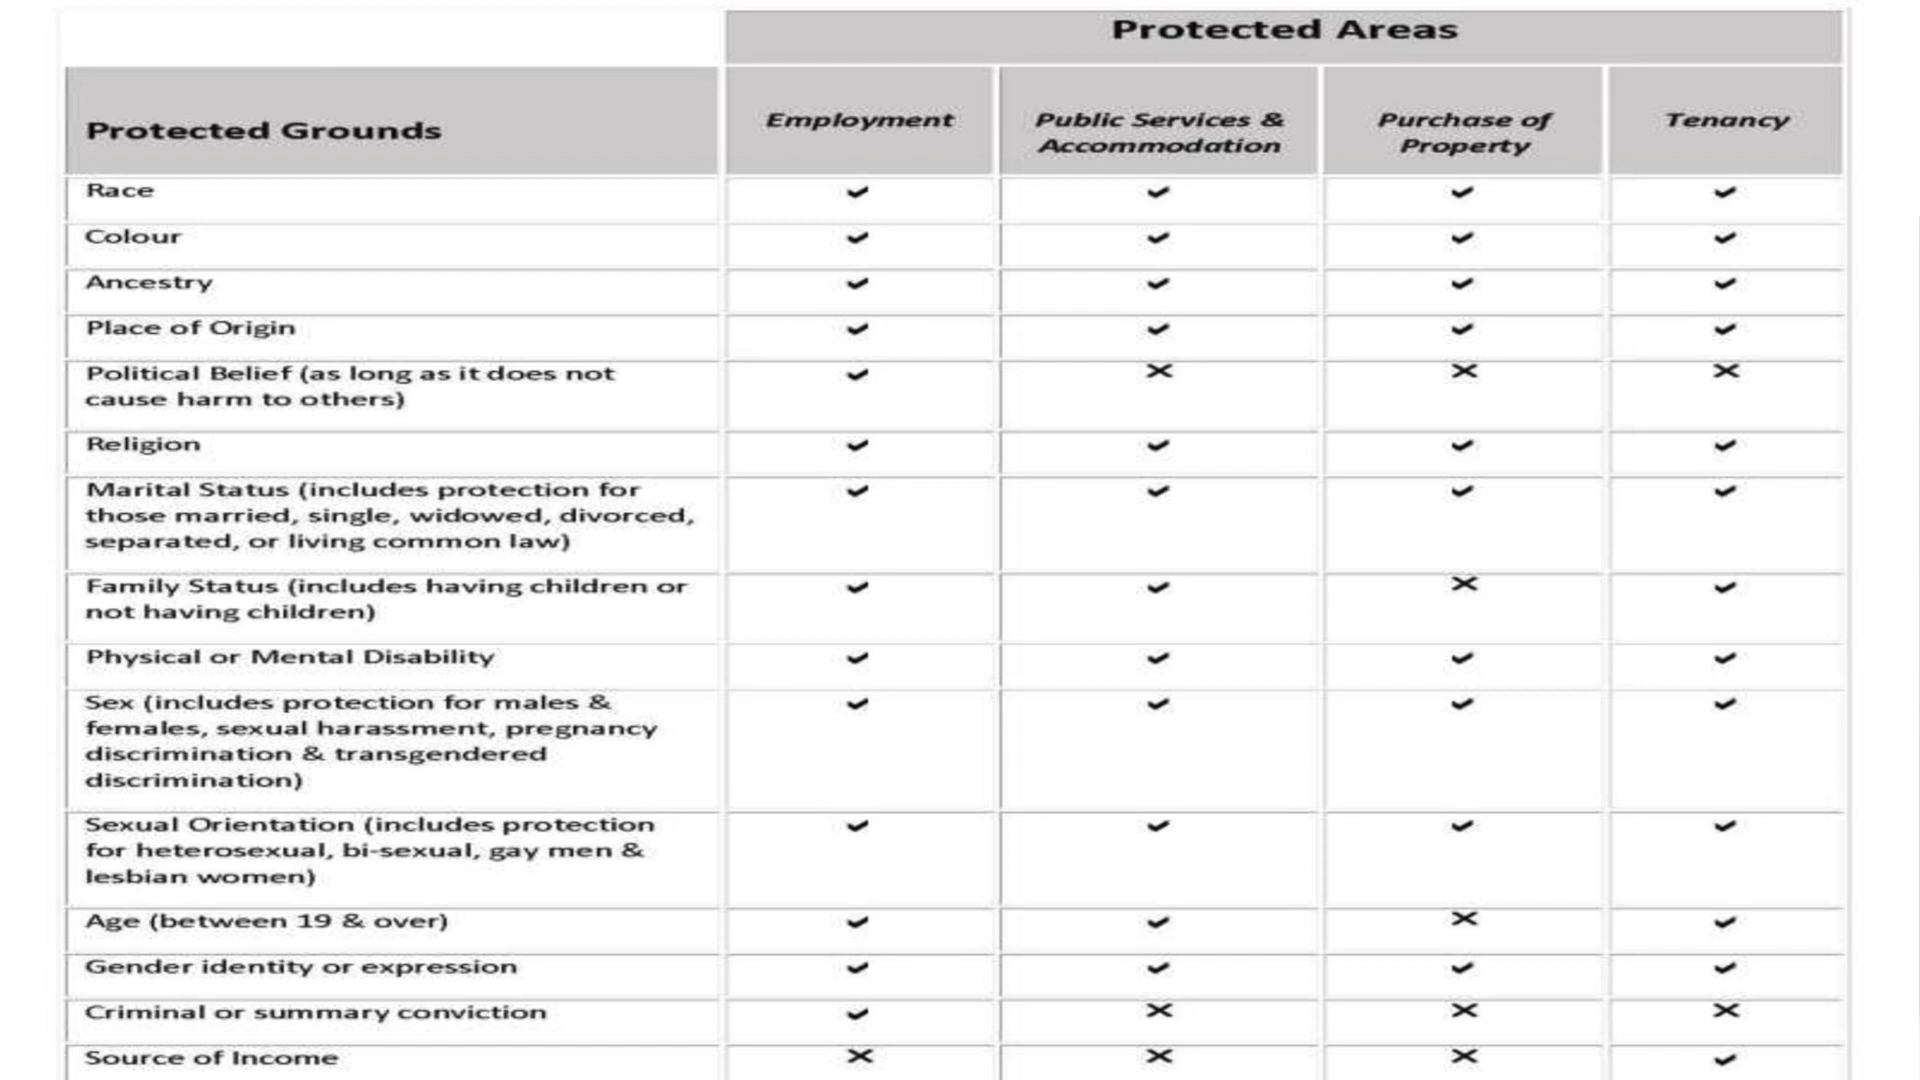 Protected Areas
Protected Grounds
Employment
Public Services &
Accommodation
Purchase of
Property
Tenancy
Race ✓ ✓ ✓ ✓
Colour ✓ ✓ ✓ ✓
Ancestry ✓ ✓ ✓ ✓
Place of Origin ✓ ✓ ✓ ✓
Political Belief (as long as it does not ✓ × × ×
cause harm to others)
Religion ✓ ✓ ✓ ✓
Marital Status (includes protection for ✓ ✓ ✓ ✓
those married, single, widowed, divorced,
separated, or living common law)
Family Status (includes having children or ✓ ✓ × ✓
not having children)
Physical or Mental Disability ✓ ✓ ✓ ✓
Sex (includes protection for males & ✓ ✓ ✓ ✓
females, sexual harassment, pregnancy
discrimination & transgendered
discrimination)
Sexual Orientation (includes protection ✓ ✓ ✓ ✓
for heterosexual, bi-sexual, gay men &
lesbian women)
Age (between 19 & over) ✓ ✓ × ✓
Gender identity or expression ✓ ✓ ✓ ✓
Criminal or summary conviction ✓ × × ×
Source of Income × × × ✓